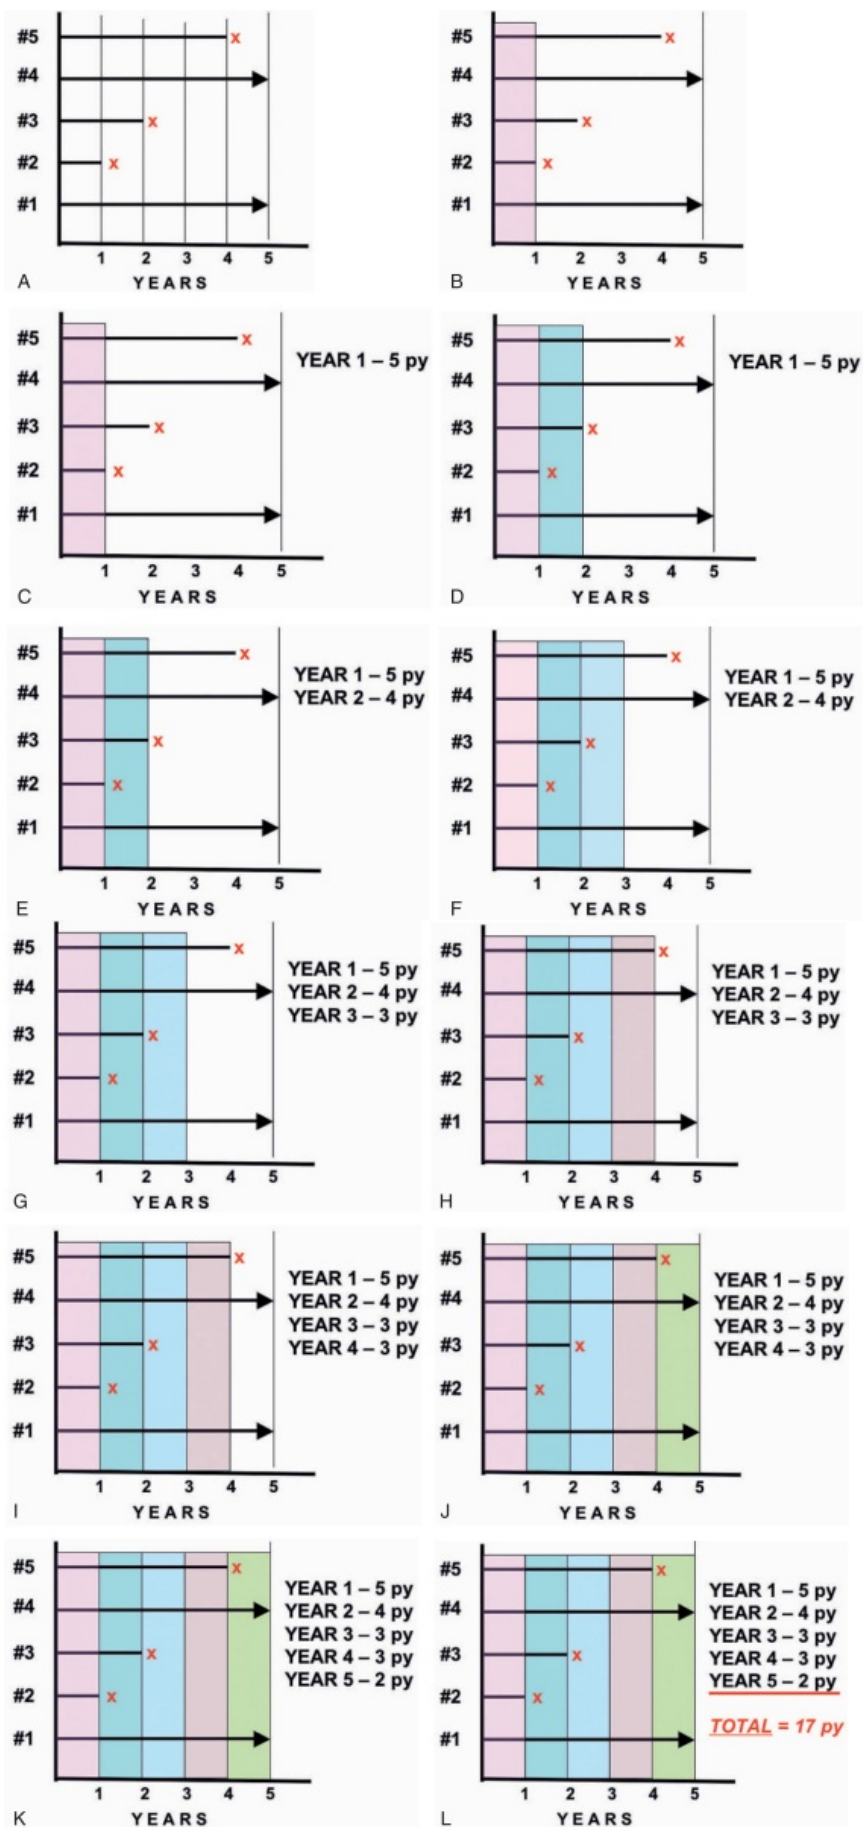 #5 x
#4
#3 x
#2 x
#1
1 2 3 4 5
YEARS
A
#5 x
#4
#3 x
#2 x
#1
1 2 3 4 5
YEARS
B
#5 x
#4
#3 x
#2 x
#1
1 2 3 4 5
YEARS
YEAR 1 – 5 py
C
#5 x
#4
#3 x
#2 x
#1
1 2 3 4 5
YEARS
YEAR 1 – 5 py
D
#5 x
#4
#3 x
#2 x
#1
1 2 3 4 5
YEARS
YEAR 1 – 5 py
YEAR 2 – 4 py
E
#5 x
#4
#3 x
#2 x
#1
1 2 3 4 5
YEARS
YEAR 1 – 5 py
YEAR 2 – 4 py
F
#5 x
#4
#3 x
#2 x
#1
1 2 3 4 5
YEARS
YEAR 1 – 5 py
YEAR 2 – 4 py
YEAR 3 – 3 py
G
#5 x
#4
#3 x
#2 x
#1
1 2 3 4 5
YEARS
YEAR 1 – 5 py
YEAR 2 – 4 py
YEAR 3 – 3 py
H
#5 x
#4
#3 x
#2 x
#1
1 2 3 4 5
YEARS
YEAR 1 – 5 py
YEAR 2 – 4 py
YEAR 3 – 3 py
YEAR 4 – 3 py
I
#5 x
#4
#3 x
#2 x
#1
1 2 3 4 5
YEARS
YEAR 1 – 5 py
YEAR 2 – 4 py
YEAR 3 – 3 py
YEAR 4 – 3 py
J
#5 x
#4
#3 x
#2 x
#1
1 2 3 4 5
YEARS
YEAR 1 – 5 py
YEAR 2 – 4 py
YEAR 3 – 3 py
YEAR 4 – 3 py
YEAR 5 – 2 py
K
#5 x
#4
#3 x
#2 x
#1
1 2 3 4 5
YEARS
YEAR 1 – 5 py
YEAR 2 – 4 py
YEAR 3 – 3 py
YEAR 4 – 3 py
YEAR 5 – 2 py
TOTAL = 17 py
L